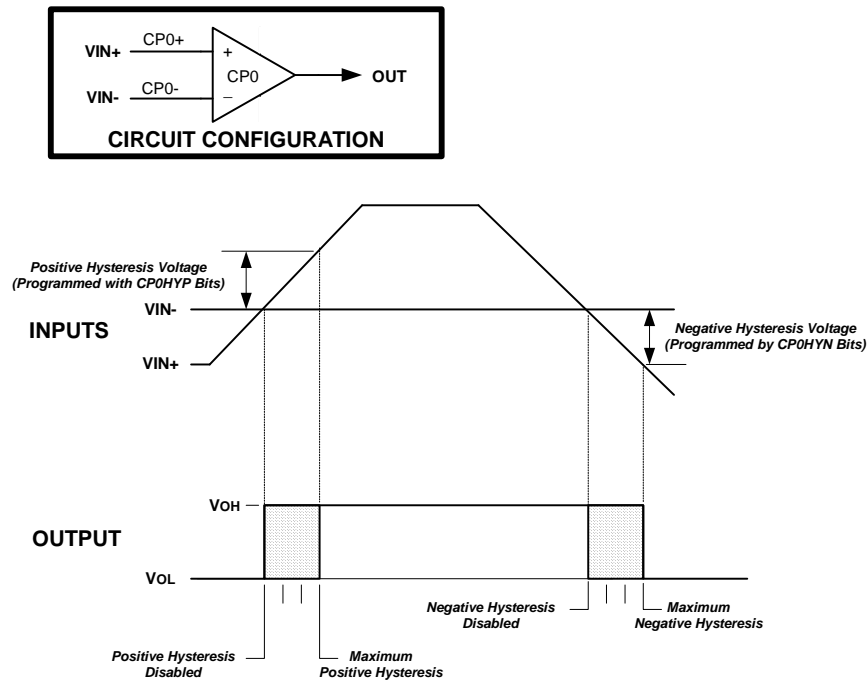 VIN+
CP0+
+
CP0
OUT
VIN-
CP0-
−
CIRCUIT CONFIGURATION
Positive Hysteresis Voltage
(Programmed with CP0HYP Bits)
VIN-
INPUTS
VIN+
Negative Hysteresis Voltage
(Programmed by CP0HYN Bits)
VOH
OUTPUT
VOL
Negative Hysteresis
Disabled
Maximum
Negative Hysteresis
Positive Hysteresis
Disabled
Maximum
Positive Hysteresis